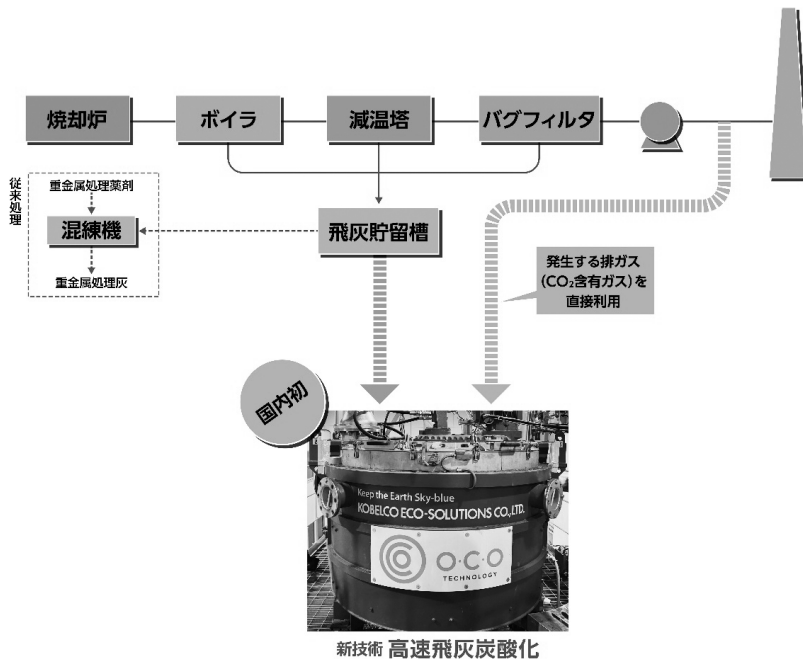 焼却炉
ボイラ
減温塔
バグフィルタ
従来処理
重金属処理薬剤
混練機
重金属処理灰
飛灰貯留槽
発生する排ガス
(CO₂含有ガス)を
直接利用
国内初
Keep the Earth Sky-blue
KOBELCO ECO-SOLUTIONS CO.,LTD.
O·C·O
TECHNOLOGY
新技術 高速飛灰炭酸化